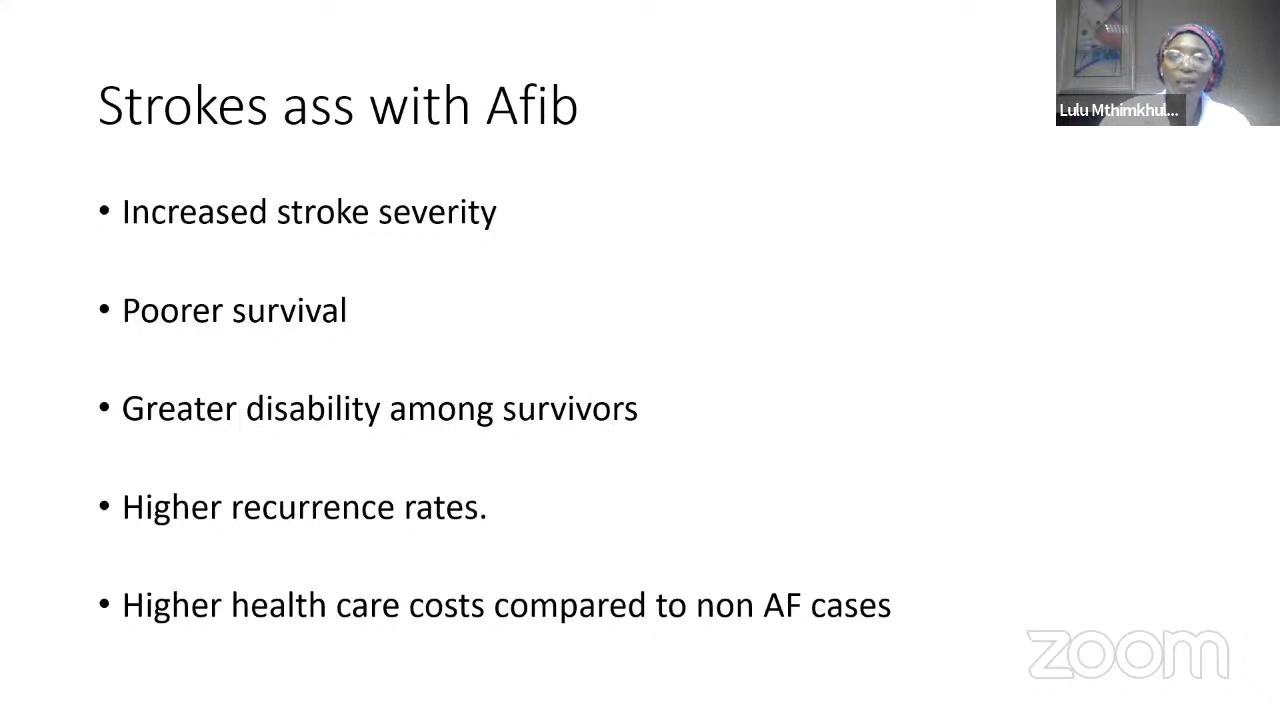 Strokes ass with Afib
Lulu Mthimkhul...
• Increased stroke severity
• Poorer survival
• Greater disability among survivors
• Higher recurrence rates.
• Higher health care costs compared to non AF cases
zoom